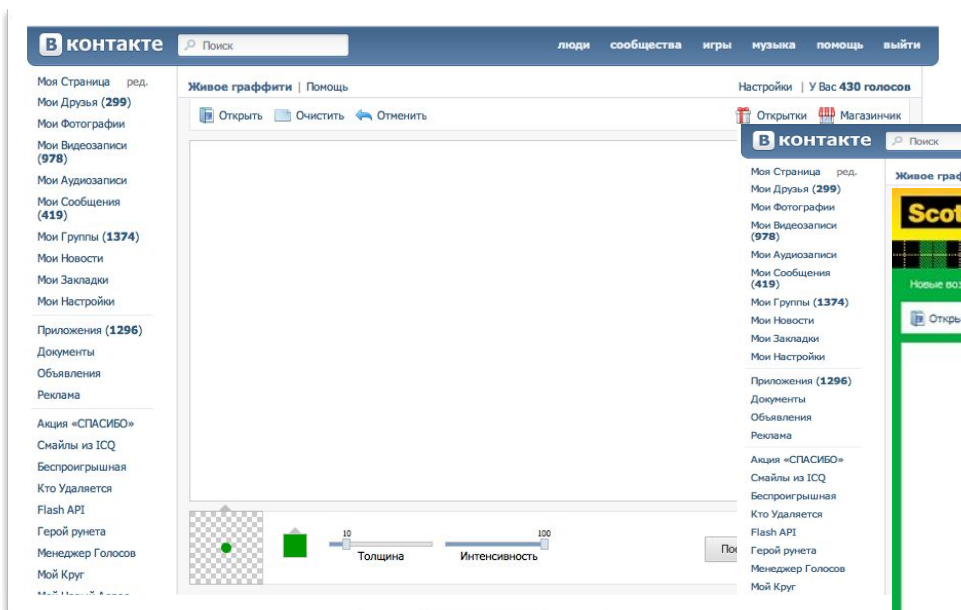 В контакте
Поиск
люди сообщества игры музыка помощь выйти
Моя Страница ред.
Мои Друзья (299)
Мои Фотографии
Мои Видеозаписи
(978)
Мои Аудиозаписи
Мои Сообщения
(419)
Мои Группы (1374)
Мои Новости
Мои Закладки
Мои Настройки
Приложения (1296)
Документы
Объявления
Реклама
Акция «СПАСИБО»
Смайлы из ICQ
Беспроигрышная
Кто Удаляется
Flash API
Герой рунета
Менеджер Голосов
Мой Круг
Живое граффити | Помощь
Настройки | У Вас 430 голосов
Открыть Очистить Отменить
Открытки Магазинчик
10
Толщина
100
Интенсивность
В контакте
Поиск
Моя Страница ред.
Мои Друзья (299)
Мои Фотографии
Мои Видеозаписи
(978)
Мои Аудиозаписи
Мои Сообщения
(419)
Мои Группы (1374)
Мои Новости
Мои Закладки
Мои Настройки
Приложения (1296)
Документы
Объявления
Реклама
Акция «СПАСИБО»
Смайлы из ICQ
Беспроигрышная
Кто Удаляется
Flash API
Герой рунета
Менеджер Голосов
Мой Круг
Живое
Новые